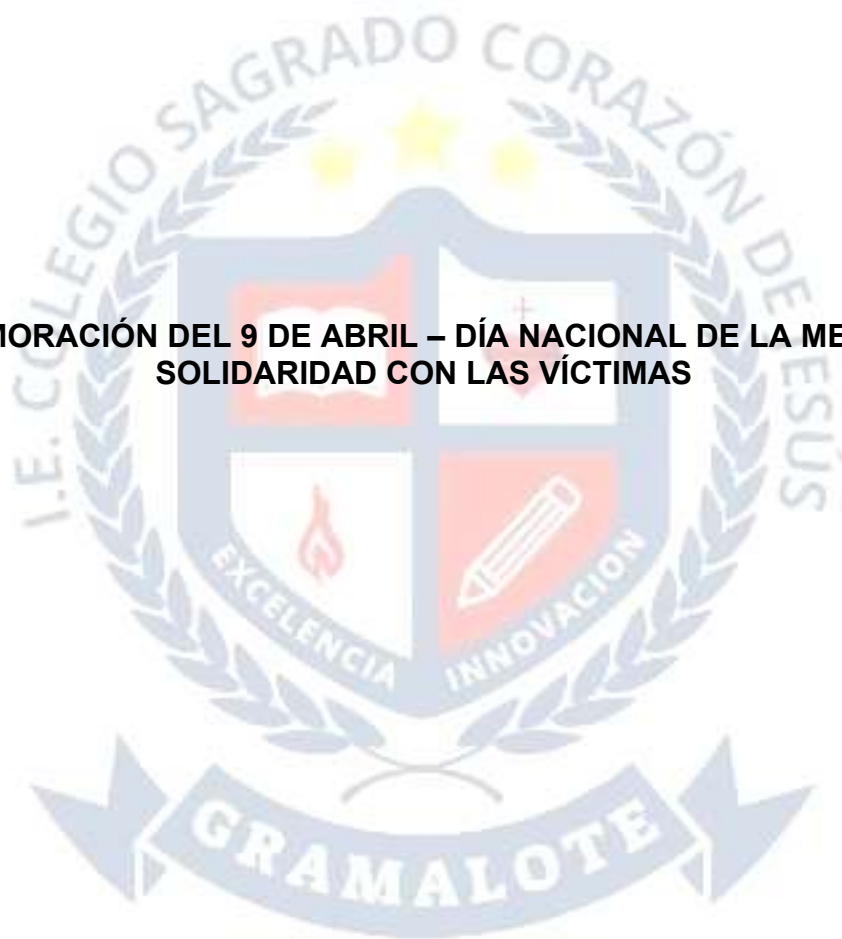 I.E. COLEGIO SAGRADO CORAZÓN DE JESÚS
MORACIÓN DEL 9 DE ABRIL – DÍA NACIONAL DE LA ME
SOLIDARIDAD CON LAS VÍCTIMAS
EXCELENCIA
INNOVACION
GRAMALOTE